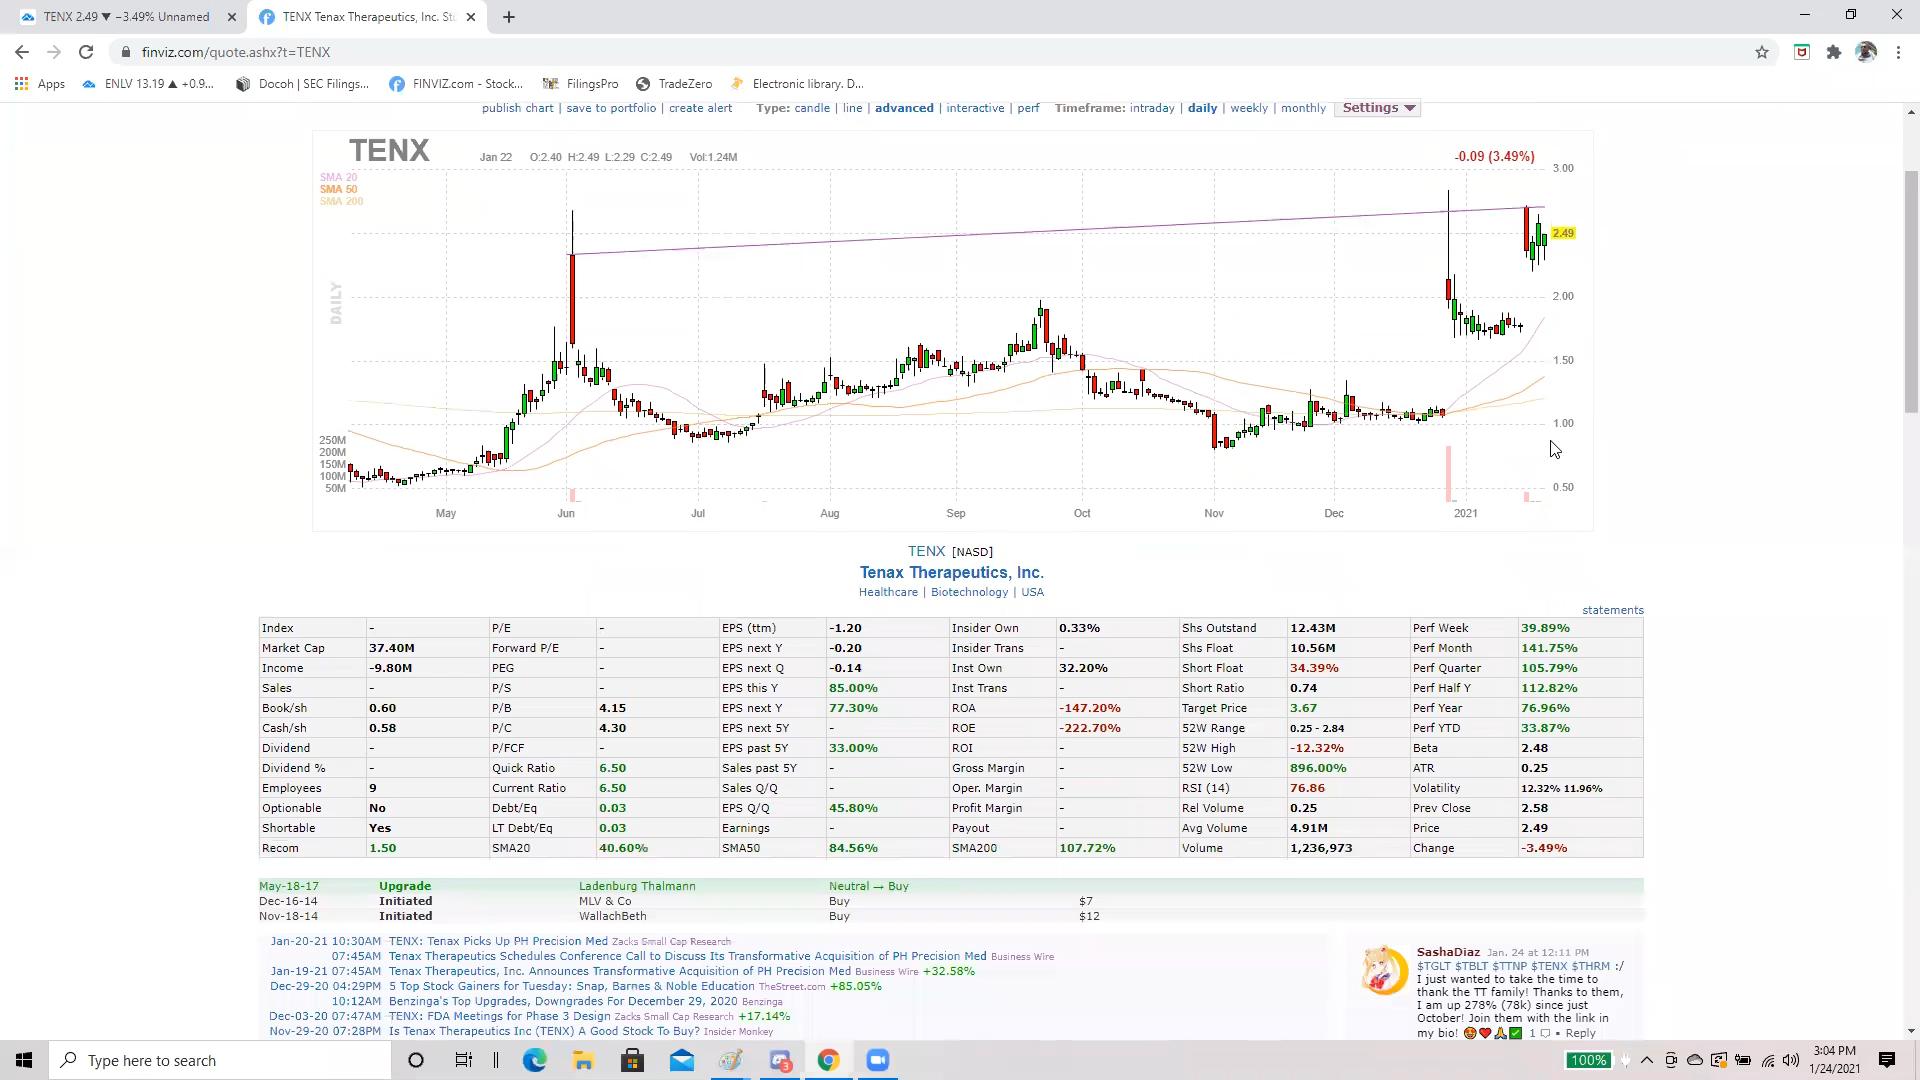 TENX 2.49 ▼ −3.49% Unnamed
TENX Tenax Therapeutics, Inc. Sto
finviz.com/quote.ashx?t=TENX
Apps
ENLV 13.19 ▲ +0.9...
Docoh | SEC Filings...
FINVIZ.com - Stock...
FilingsPro
TradeZero
Electronic library. D...
publish chart | save to portfolio | create alert
Type: candle | line | advanced | interactive | perf
Timeframe: intraday | daily | weekly | monthly
Settings
TENX
Jan 22 O:2.40 H:2.49 L:2.29 C:2.49 Vol:1.24M
-0.09 (3.49%)
SMA 20
SMA 50
SMA 200
DAILY
3.00
2.49
2.00
1.50
1.00
0.50
250M
200M
150M
100M
50M
May Jun Jul Aug Sep Oct Nov Dec 2021
TENX [NASD]
Tenax Therapeutics, Inc.
Healthcare | Biotechnology | USA
statements
Index - P/E - EPS (ttm) -1.20 Insider Own 0.33% Shs Outstand 12.43M Perf Week 39.89%
Market Cap 37.40M Forward P/E - EPS next Y -0.20 Insider Trans - Shs Float 10.56M Perf Month 141.75%
Income -9.80M PEG - EPS next Q -0.14 Inst Own 32.20% Short Float 34.39% Perf Quarter 105.79%
Sales - P/S - EPS this Y 85.00% Inst Trans - Short Ratio 0.74 Perf Half Y 112.82%
Book/sh 0.60 P/B 4.15 EPS next Y 77.30% ROA -147.20% Target Price 3.67 Perf Year 76.96%
Cash/sh 0.58 P/C 4.30 EPS next 5Y - ROE -222.70% 52W Range 0.25 - 2.84 Perf YTD 33.87%
Dividend - P/FCF - EPS past 5Y 33.00% ROI - 52W High -12.32% Beta 2.48
Dividend % - Quick Ratio 6.50 Sales past 5Y - Gross Margin - 52W Low 896.00% ATR 0.25
Employees 9 Current Ratio 6.50 Sales Q/Q - Oper. Margin - RSI (14) 76.86 Volatility 12.32% 11.96%
Optionable No Debt/Eq 0.03 EPS Q/Q 45.80% Profit Margin - Rel Volume 0.25 Prev Close 2.58
Shortable Yes LT Debt/Eq 0.03 Earnings - Payout - Avg Volume 4.91M Price 2.49
Recom 1.50 SMA20 40.60% SMA50 84.56% SMA200 107.72% Volume 1,236,973 Change -3.49%
May-18-17 Upgrade Ladenburg Thalmann Neutral → Buy
Dec-16-14 Initiated MLV & Co Buy $7
Nov-18-14 Initiated WallachBeth Buy $12
Jan-20-21 10:30AM TENX: Tenax Picks Up PH Precision Med Zacks Small Cap Research
07:45AM Tenax Therapeutics Schedules Conference Call to Discuss Its Transformative Acquisition of PH Precision Med Business Wire
Jan-19-21 07:45AM Tenax Therapeutics, Inc. Announces Transformative Acquisition of PH Precision Med Business Wire +32.58%
Dec-29-20 04:29PM 5 Top Stock Gainers for Tuesday: Snap, Barnes & Noble Education TheStreet.com +85.05%
10:12AM Benzinga's Top Upgrades, Downgrades For December 29, 2020 Benzinga
Dec-03-20 07:47AM TENX: FDA Meetings for Phase 3 Design Zacks Small Cap Research +17.14%
Nov-29-20 07:28PM Is Tenax Therapeutics Inc (TENX) A Good Stock To Buy? Insider Monkey
SashaDiaz Jan. 24 at 12:11 PM
$TGLT $TBLT $TTNP $TENX $THRM :/
I just wanted to take the time to
thank the TT family! Thanks to them,
I am up 278% (78k) since just
October! Join them with the link in
my bio! 😍❤️🙏✅ 1 • Reply
Type here to search
3
100%
3:04 PM
1/24/2021